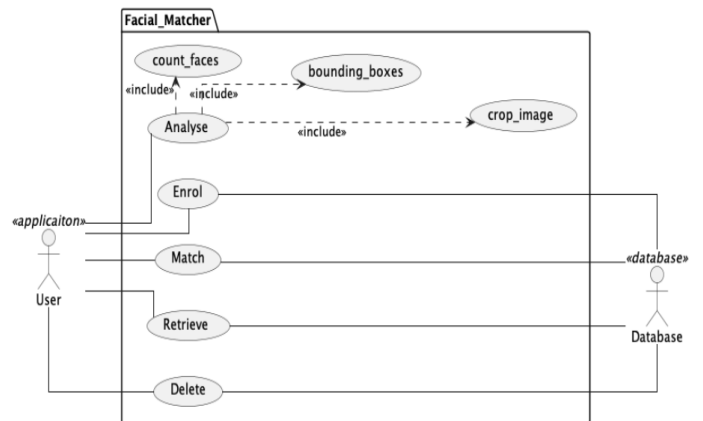 Facial_Matcher
count_faces
bounding_boxes
«include»
«include»
crop_image
Analyse
«include»
Enrol
«applicaiton»
Match
«database»
User
Retrieve
Database
Delete